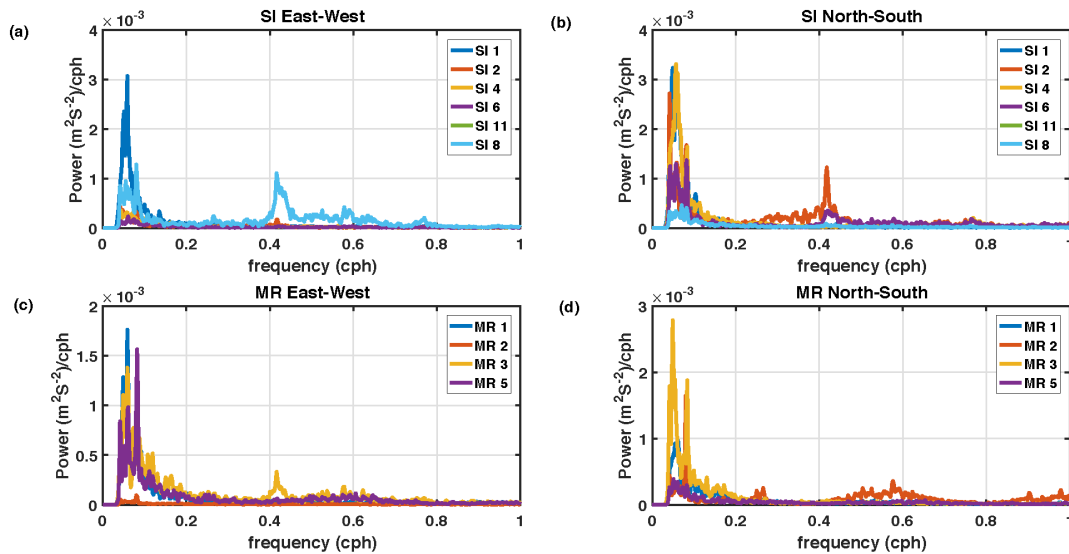 (a)
SI East-West
× 10⁻³
4
3
2
1
0
0 0.2 0.4 0.6 0.8 1
Power (m²S⁻²)/cph
frequency (cph)
SI 1
SI 2
SI 4
SI 6
SI 11
SI 8
(b)
SI North-South
× 10⁻³
4
3
2
1
0
0 0.2 0.4 0.6 0.8 1
Power (m²S⁻²)/cph
frequency (cph)
SI 1
SI 2
SI 4
SI 6
SI 11
SI 8
(c)
MR East-West
× 10⁻³
2
1.5
1
0.5
0
0 0.2 0.4 0.6 0.8 1
Power (m²S⁻²)/cph
frequency (cph)
MR 1
MR 2
MR 3
MR 5
(d)
MR North-South
× 10⁻³
3
2
1
0
0 0.2 0.4 0.6 0.8 1
Power (m²S⁻²)/cph
frequency (cph)
MR 1
MR 2
MR 3
MR 5